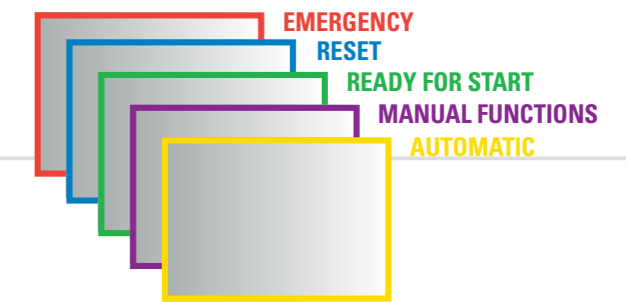 EMERGENCY
RESET
READY FOR START
MANUAL FUNCTIONS
AUTOMATIC